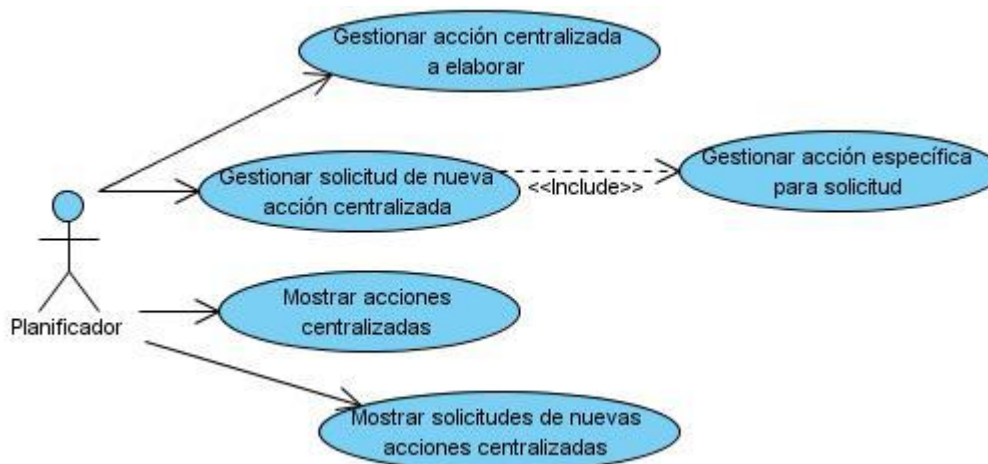 Gestionar acción centralizada
a elaborar
Gestionar solicitud de nueva
acción centralizada
<<Include>>
Gestionar acción específica
para solicitud
Planificador
Mostrar acciones
centralizadas
Mostrar solicitudes de nuevas
acciones centralizadas